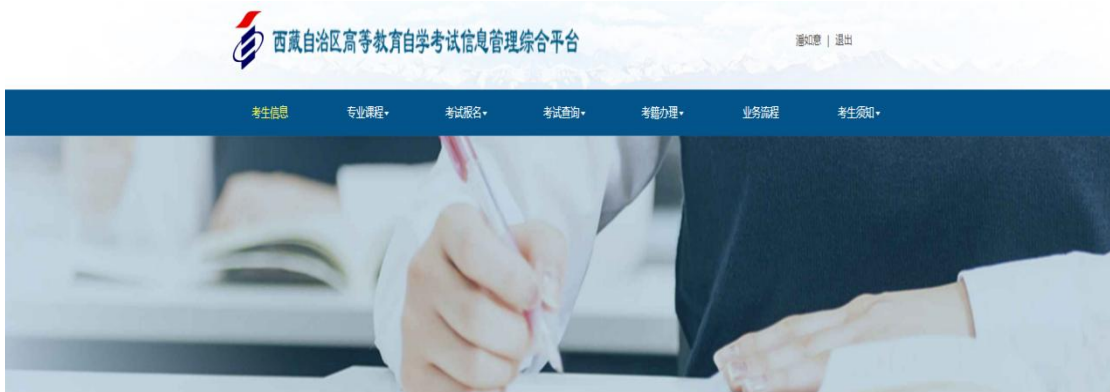 西藏自治区高等教育自学考试信息管理综合平台
如意 | 退出
考生信息 专业课程▾ 考试报名▾ 考试查询▾ 考籍办理▾ 业务流程 考生须知▾